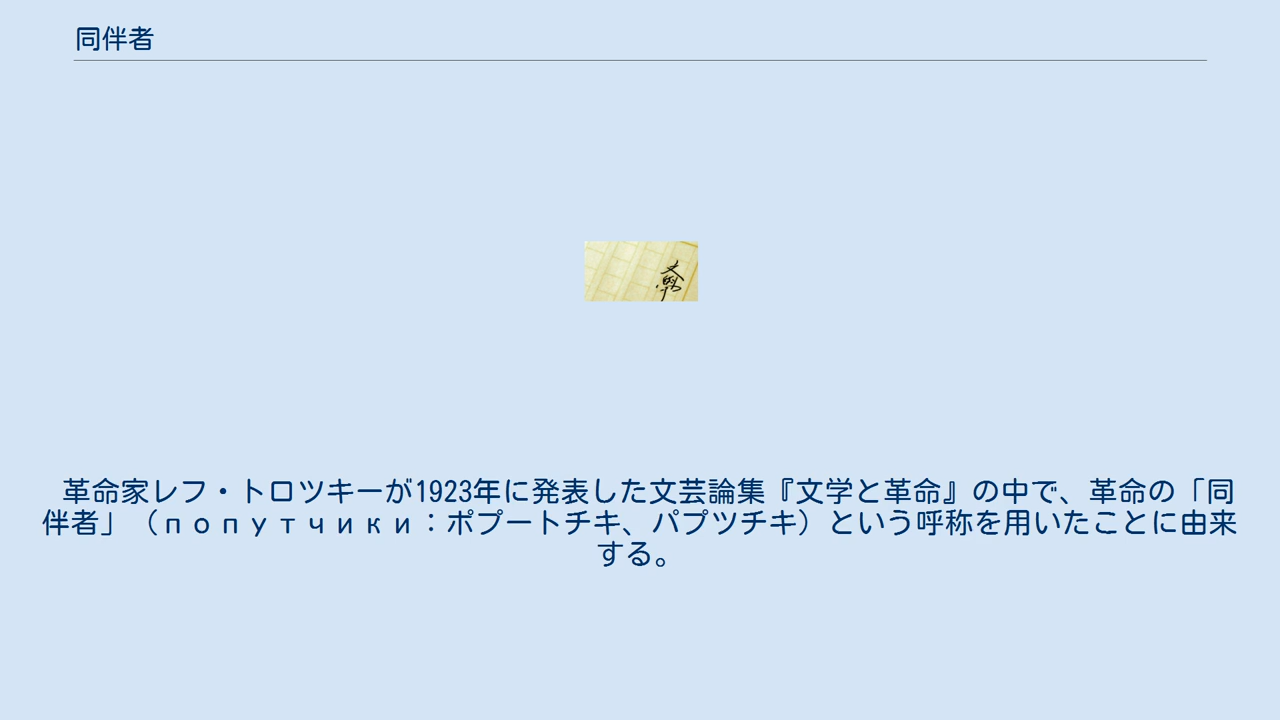 同伴者
革命家レフ・トロツキーが1923年に発表した文芸論集『文学と革命』の中で、革命の「同
伴者」（попутчики：ポプートチキ、パプツチキ）という呼称を用いたことに由来
する。